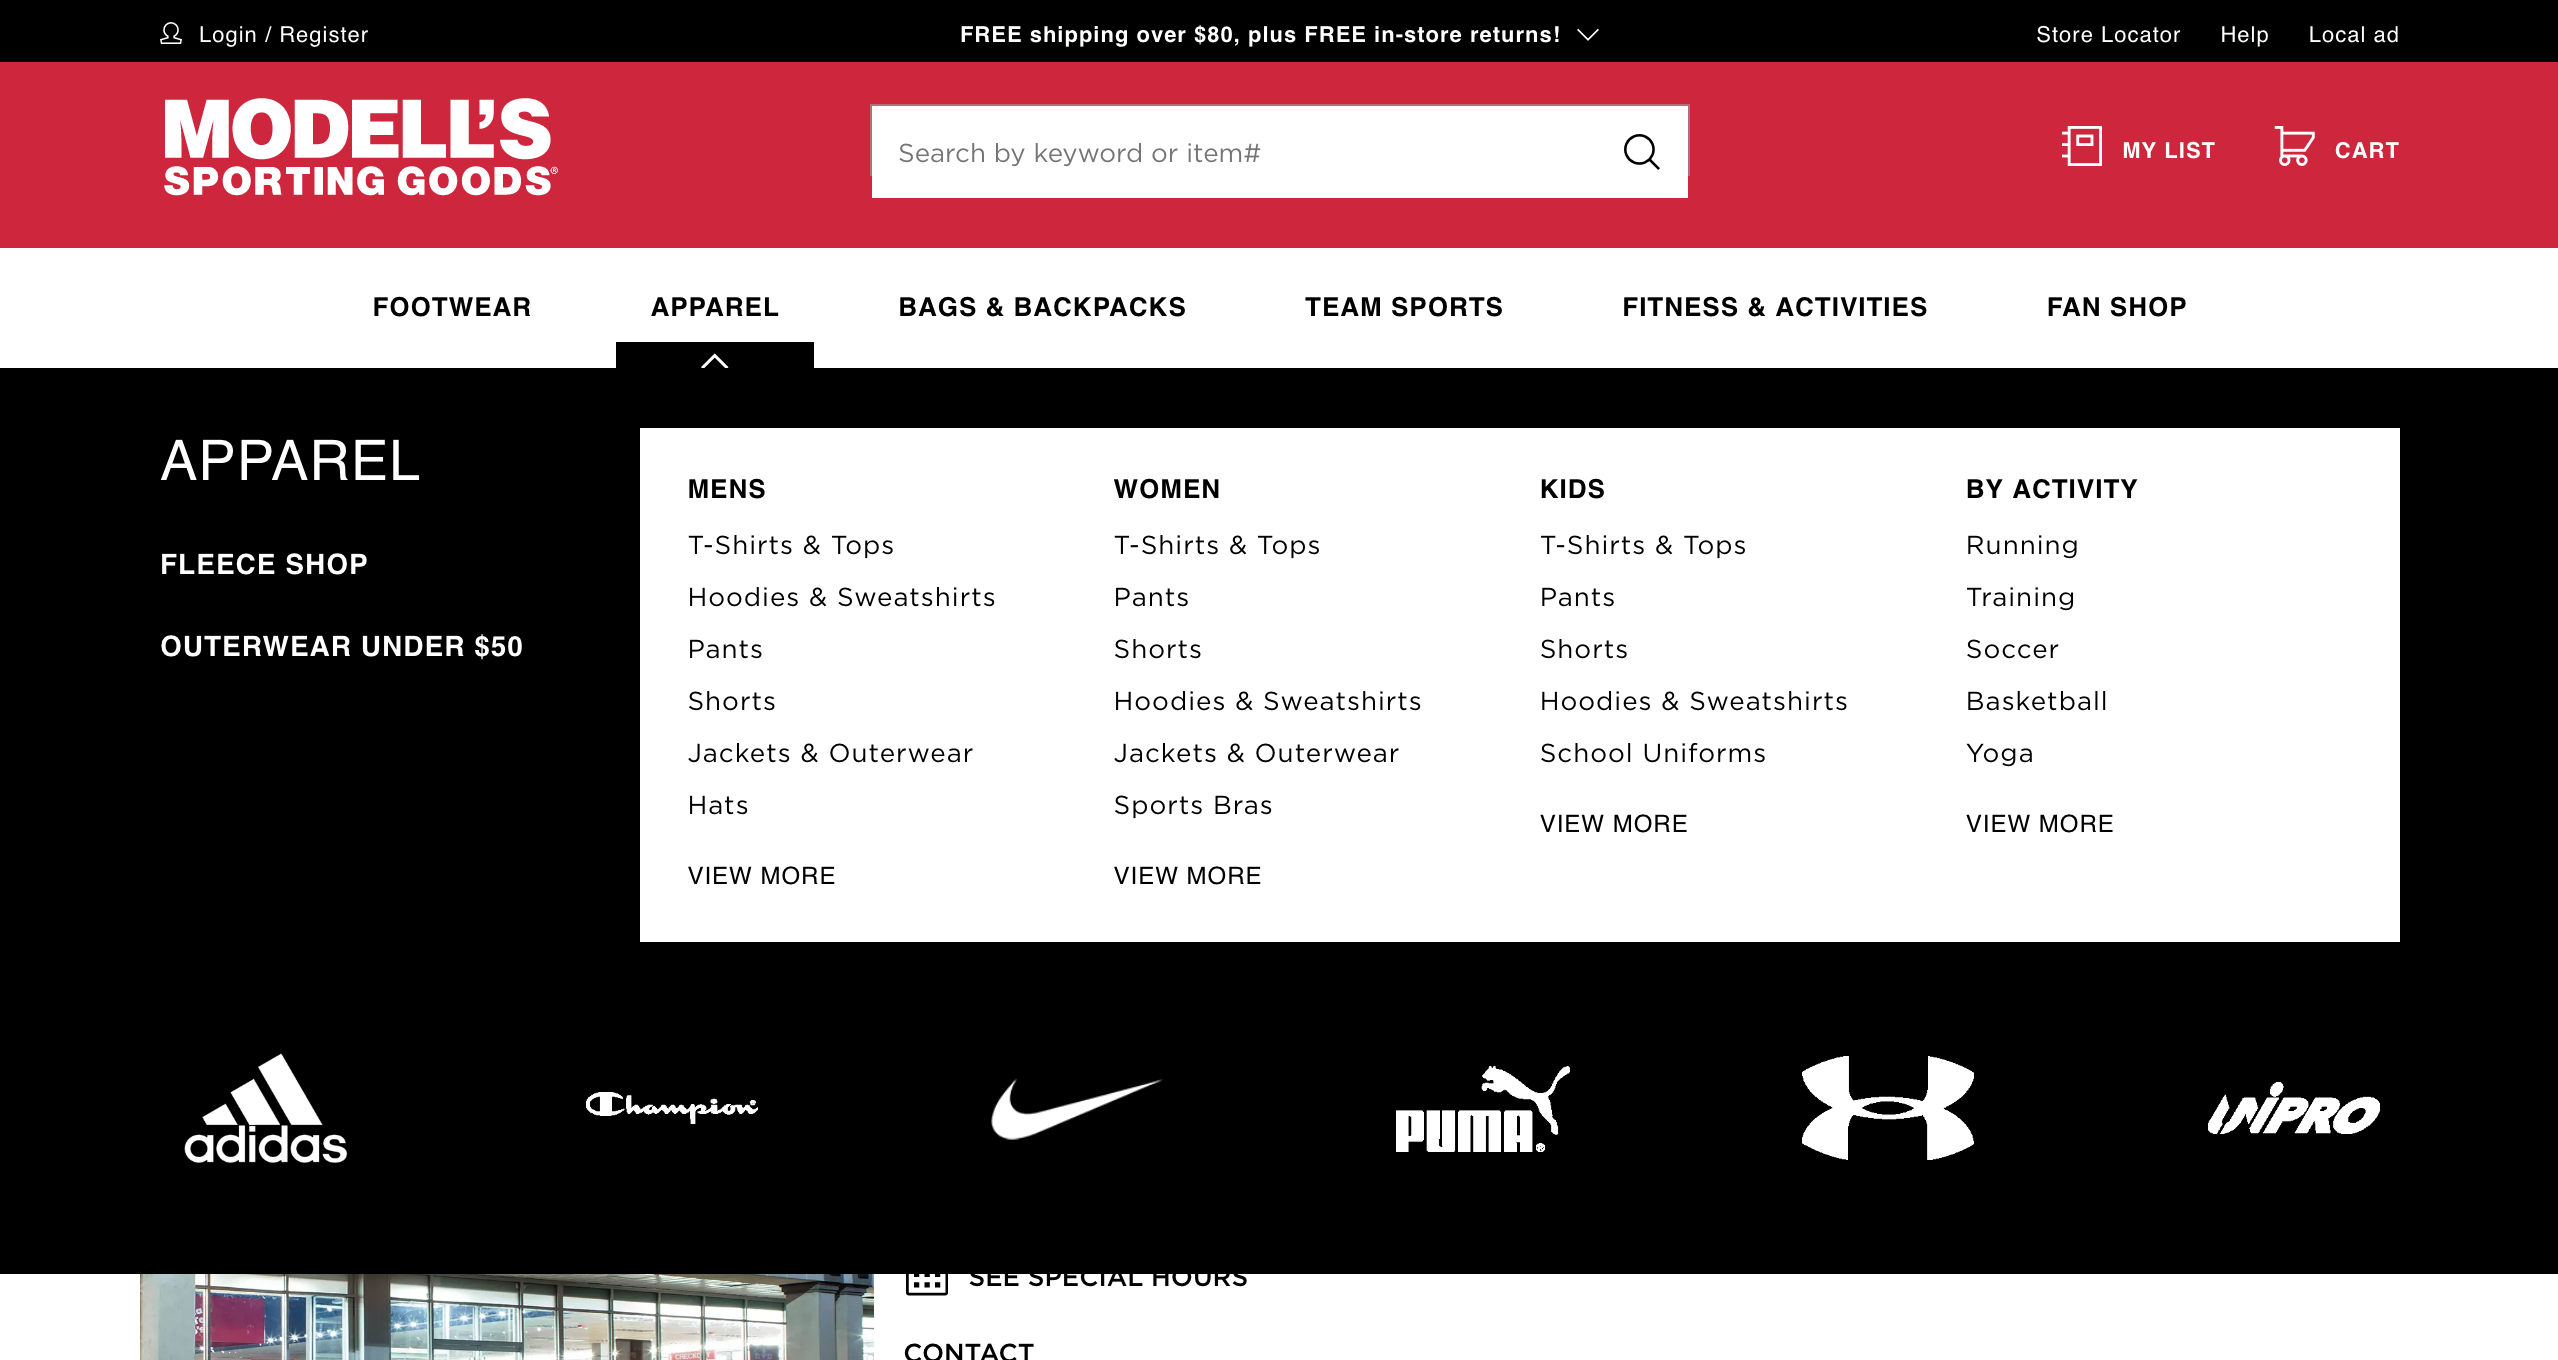 Login / Register
FREE shipping over $80, plus FREE in-store returns!
Store Locator
Help
Local ad
MODELL'S
SPORTING GOODS®
Search by keyword or item#
MY LIST
CART
FOOTWEAR
APPAREL
BAGS & BACKPACKS
TEAM SPORTS
FITNESS & ACTIVITIES
FAN SHOP
APPAREL
FLEECE SHOP
OUTERWEAR UNDER $50
MENS
T-Shirts & Tops
Hoodies & Sweatshirts
Pants
Shorts
Jackets & Outerwear
Hats
VIEW MORE
WOMEN
T-Shirts & Tops
Pants
Shorts
Hoodies & Sweatshirts
Jackets & Outerwear
Sports Bras
VIEW MORE
KIDS
T-Shirts & Tops
Pants
Shorts
Hoodies & Sweatshirts
School Uniforms
VIEW MORE
BY ACTIVITY
Running
Training
Soccer
Basketball
Yoga
VIEW MORE
adidas
Champion
PUMA®
UNIPRO
SEE SPECIAL HOURS
CONTACT